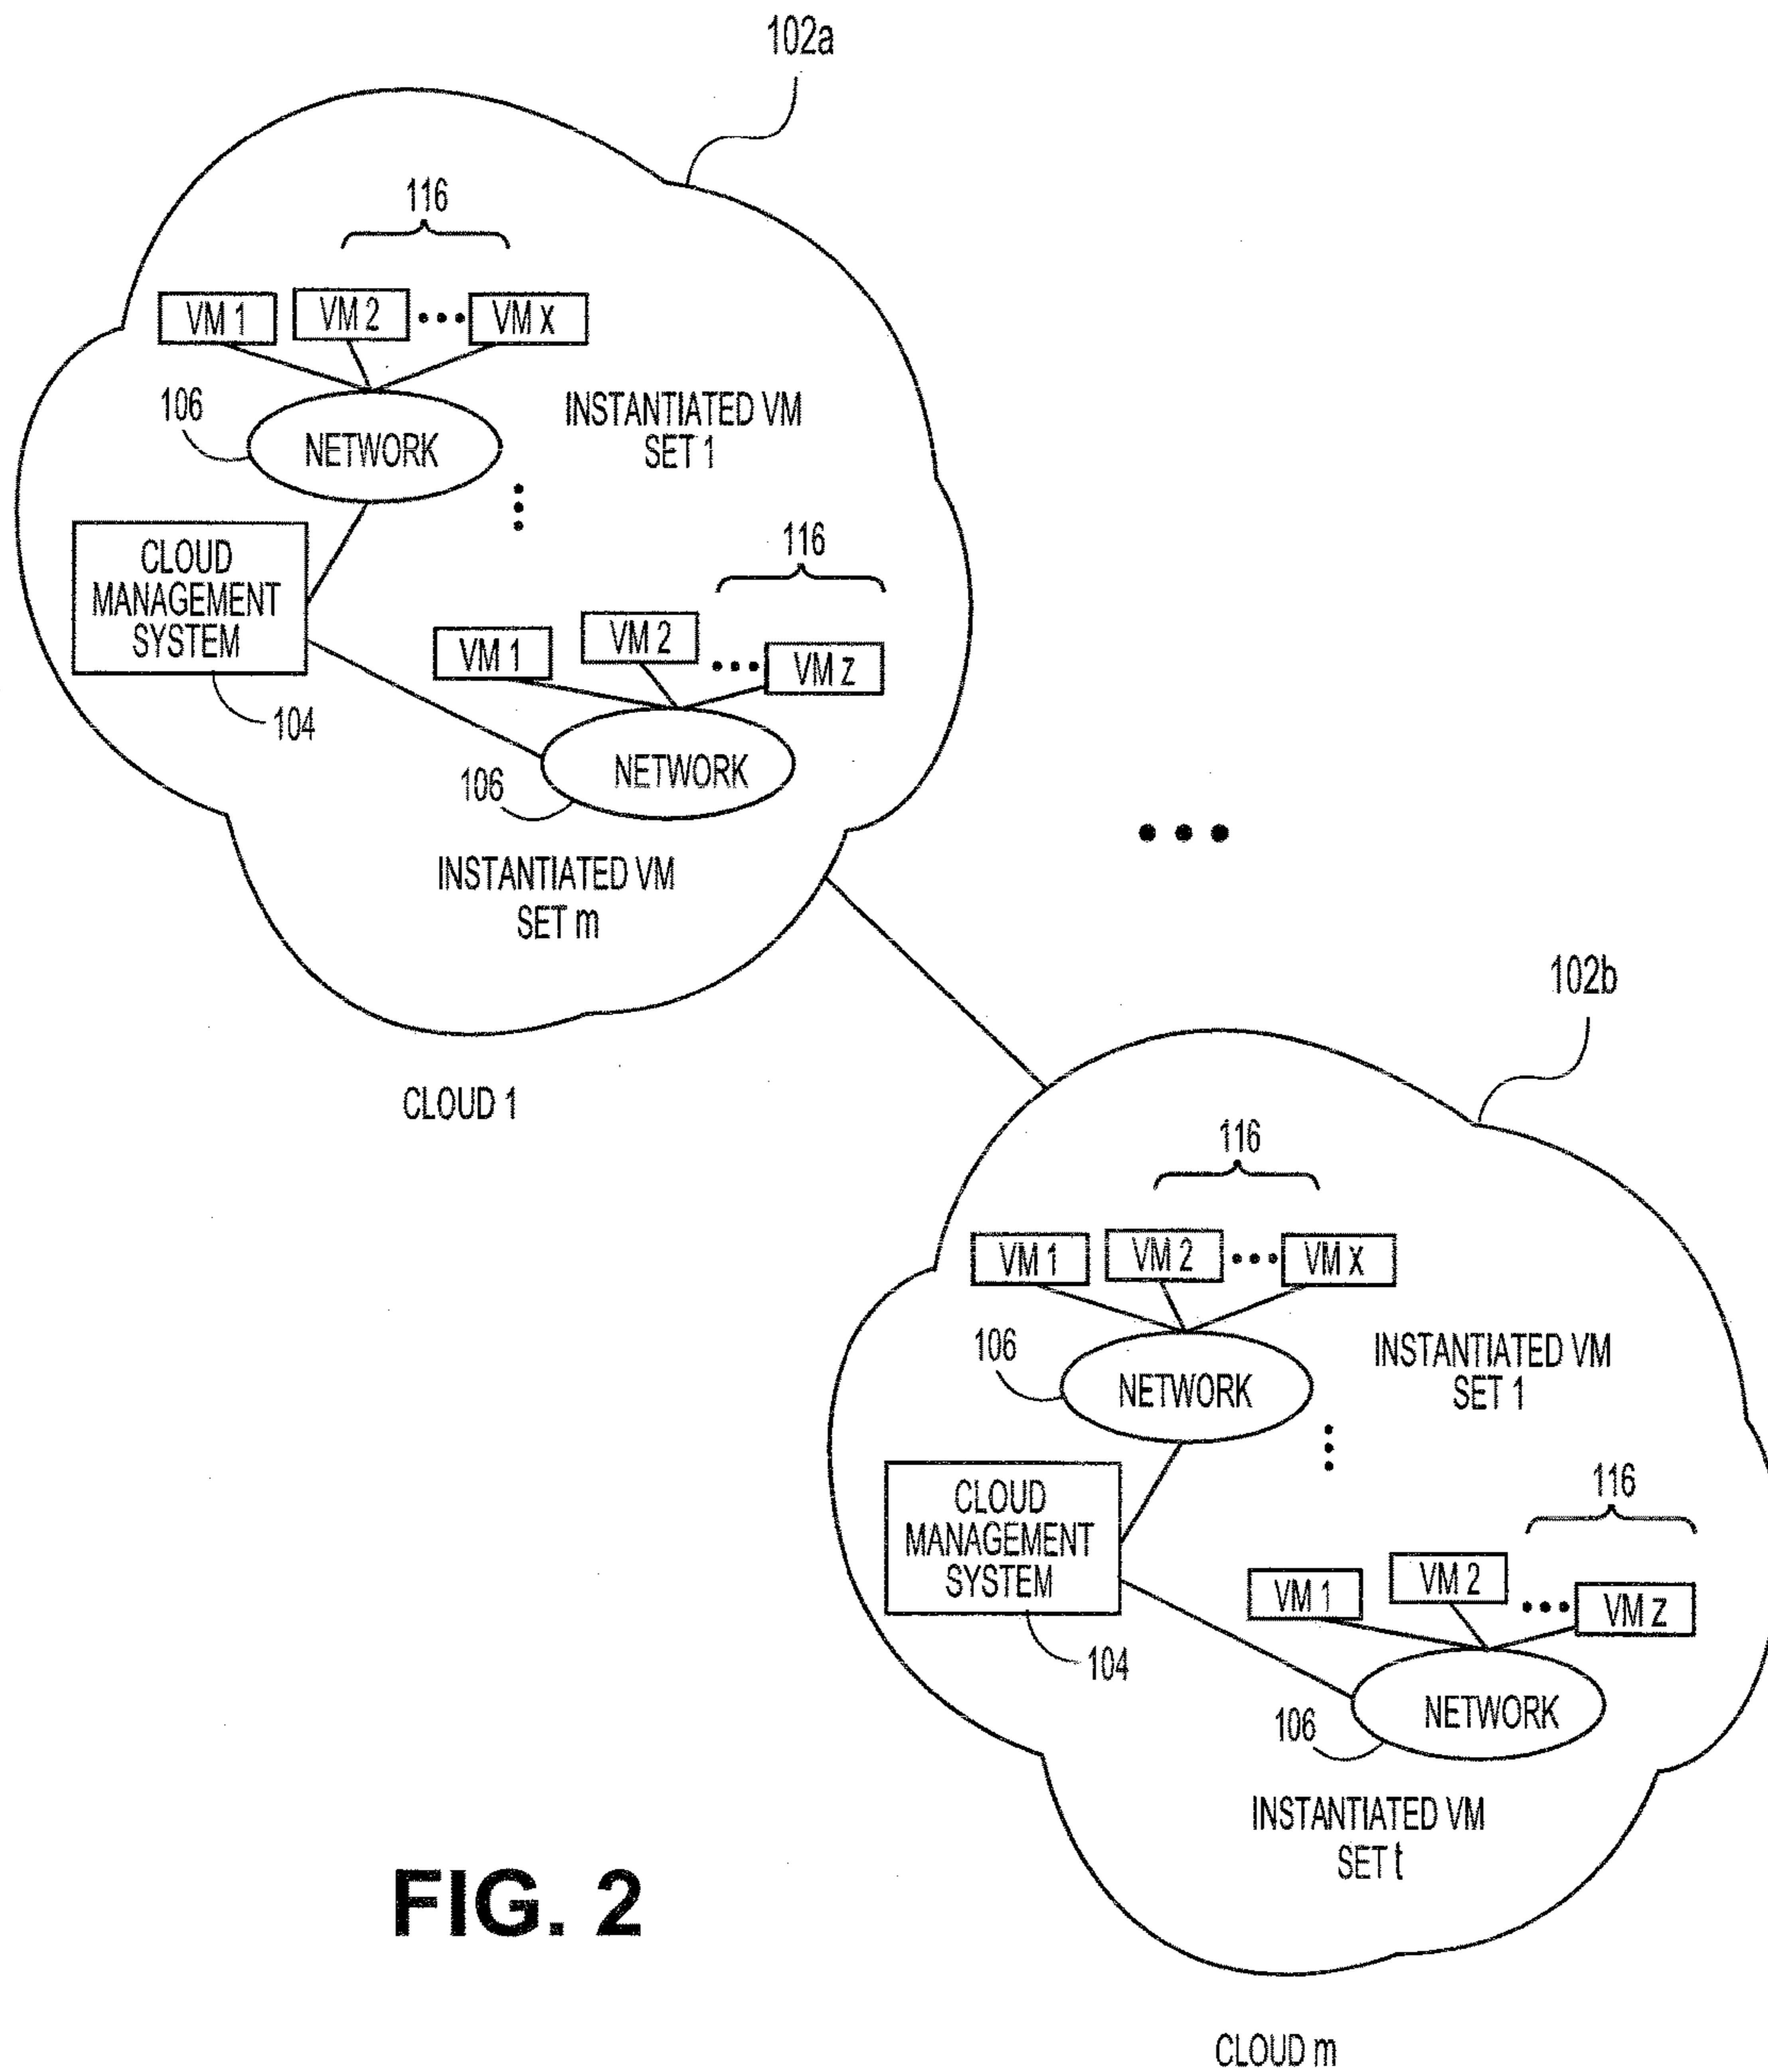 102a
116
VM 1
VM 2
VM x
106
NETWORK
INSTANTIATED VM
SET 1
CLOUD
MANAGEMENT
SYSTEM
104
116
VM 1
VM 2
VM z
106
NETWORK
INSTANTIATED VM
SET m
CLOUD 1
102b
116
VM 1
VM 2
VM x
106
NETWORK
INSTANTIATED VM
SET 1
CLOUD
MANAGEMENT
SYSTEM
104
116
VM 1
VM 2
VM z
106
NETWORK
INSTANTIATED VM
SET t
FIG. 2
CLOUD m